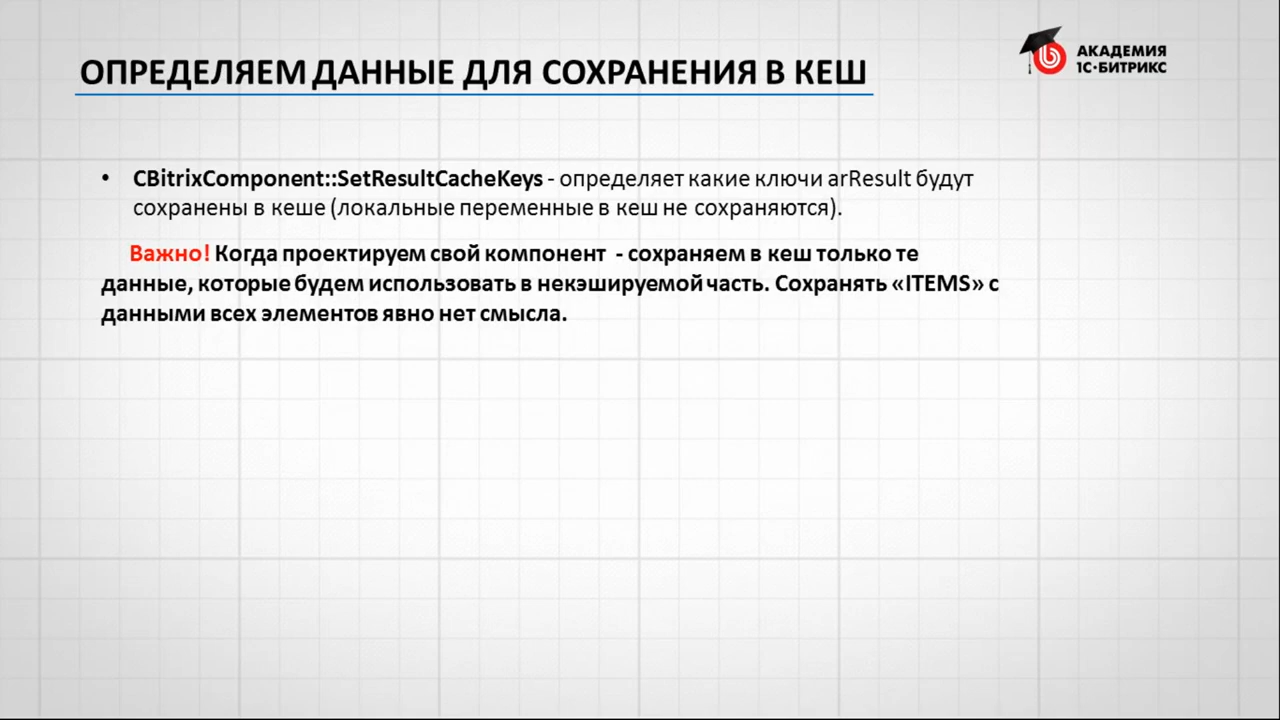 ОПРЕДЕЛЯЕМ ДАННЫЕ ДЛЯ СОХРАНЕНИЯ В КЕШ
АКАДЕМИЯ
1С·БИТРИКС
• CBitrixComponent::SetResultCacheKeys - определяет какие ключи arResult будут
сохранены в кеше (локальные переменные в кеш не сохраняются).
Важно! Когда проектируем свой компонент - сохраняем в кеш только те
данные, которые будем использовать в некэшируемой часть. Сохранять «ITEMS» с
данными всех элементов явно нет смысла.